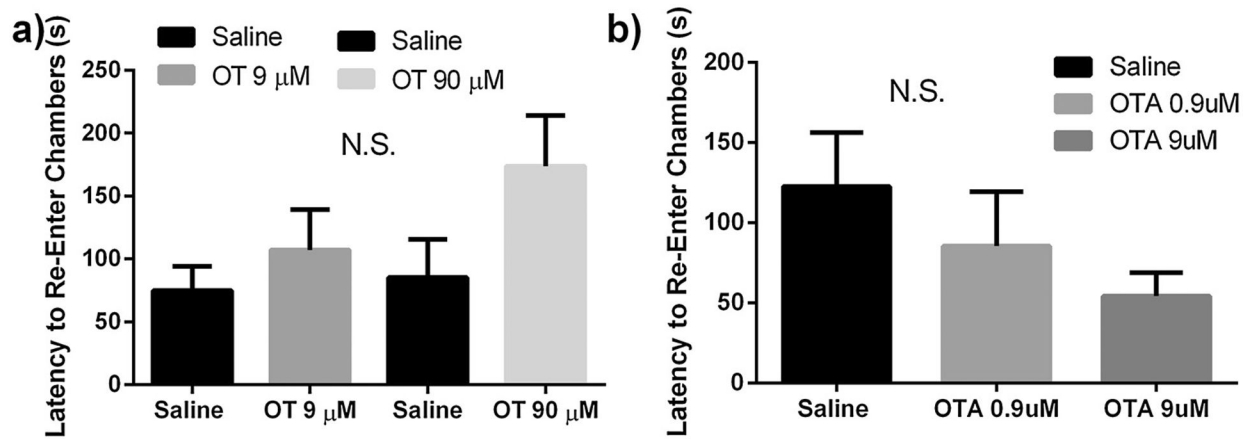 a)
Latency to Re-Enter Chambers (s)
Saline
OT 9 μM
Saline
OT 90 μM
250
200
150
100
50
0
N.S.
Saline
OT 9 μM
Saline
OT 90 μM
b)
Latency to Re-Enter Chambers (s)
200
150
100
50
0
N.S.
Saline
OTA 0.9uM
OTA 9uM
Saline
OTA 0.9uM
OTA 9uM